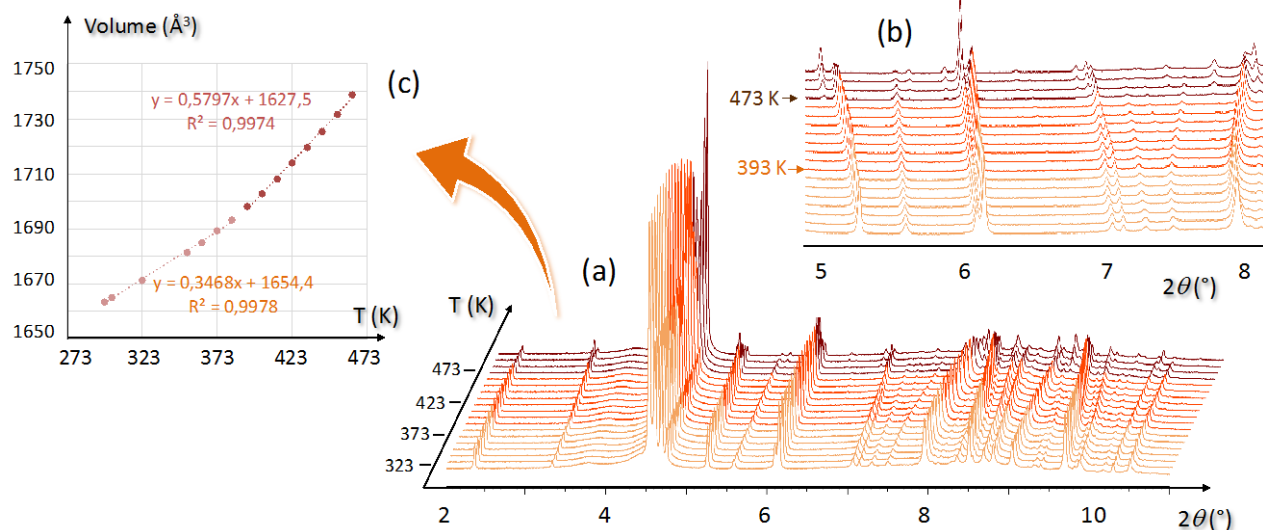 Volume (Å³)
1750
1730
1710
1690
1670
1650
y = 0,5797x + 1627,5
R² = 0,9974
y = 0,3468x + 1654,4
R² = 0,9978
T (K)
273 323 373 423 473
(c)
(b)
473 K
393 K
5 6 7 8
2θ(°)
(a)
T (K)
473
423
373
323
2 4 6 8 10 2θ(°)